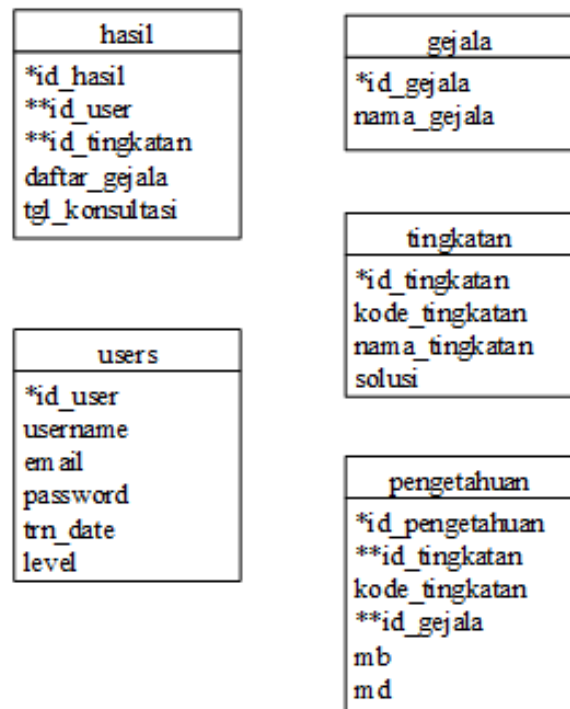 hasil
*id_hasil
**id_user
**id_tingkatan
daftar_gejala
tgl_konsultasi
users
*id_user
username
email
password
trn_date
level
gejala
*id_gejala
nama_gejala
tingkatan
*id_tingkatan
kode_tingkatan
nama_tingkatan
solusi
pengetahuan
*id_pengetahuan
**id_tingkatan
kode_tingkatan
**id_gejala
mb
md